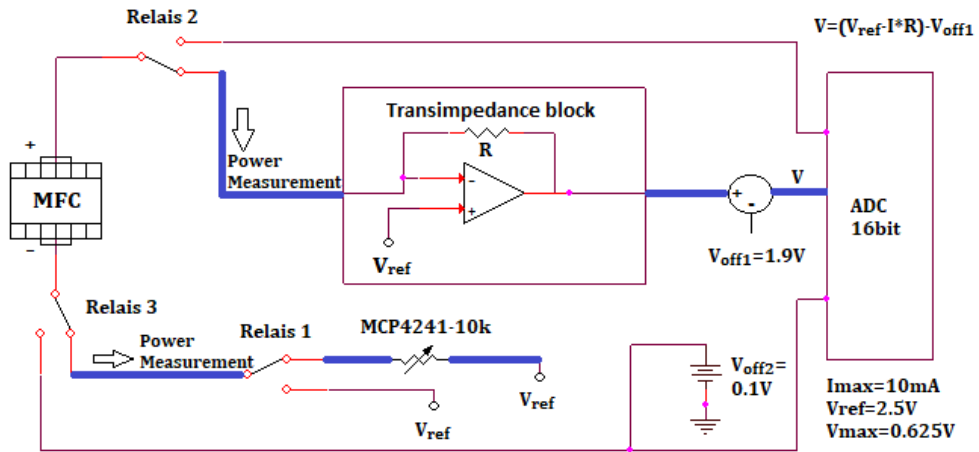 Relais 2
V=(Vref-I*R)-Voff1
Transimpedance block
R
+
Power
Measurement
-
+
MFC
−
Vref
+
-
V
Voff1=1.9V
ADC
16bit
Relais 3
Power
Measurement
Relais 1
MCP4241-10k
Vref
Vref
Voff2=
0.1V
Imax=10mA
Vref=2.5V
Vmax=0.625V